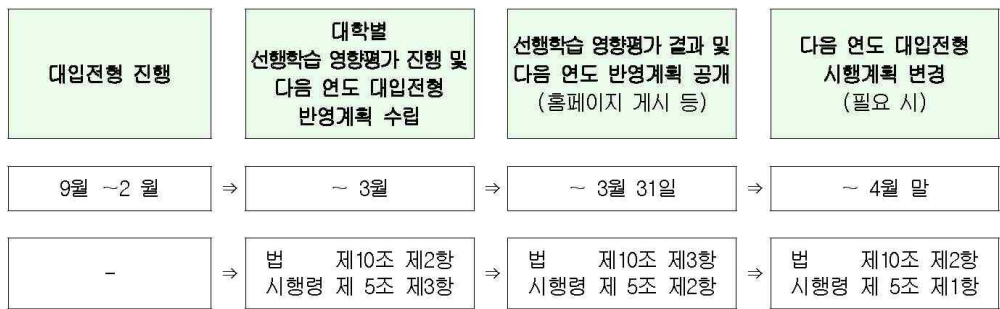 대입전형 진행
대학별
선행학습 영향평가 진행 및
다음 연도 대입전형
반영계획 수립
선행학습 영향평가 결과 및
다음 연도 반영계획 공개
(홈페이지 게시 등)
다음 연도 대입전형
시행계획 변경
(필요 시)
9월 ~2 월 ⇒ ~ 3월 ⇒ ~ 3월 31일 ⇒ ~ 4월 말
- ⇒
법 제10조 제2항
시행령 제 5조 제3항
⇒
법 제10조 제3항
시행령 제 5조 제2항
⇒
법 제10조 제2항
시행령 제 5조 제1항